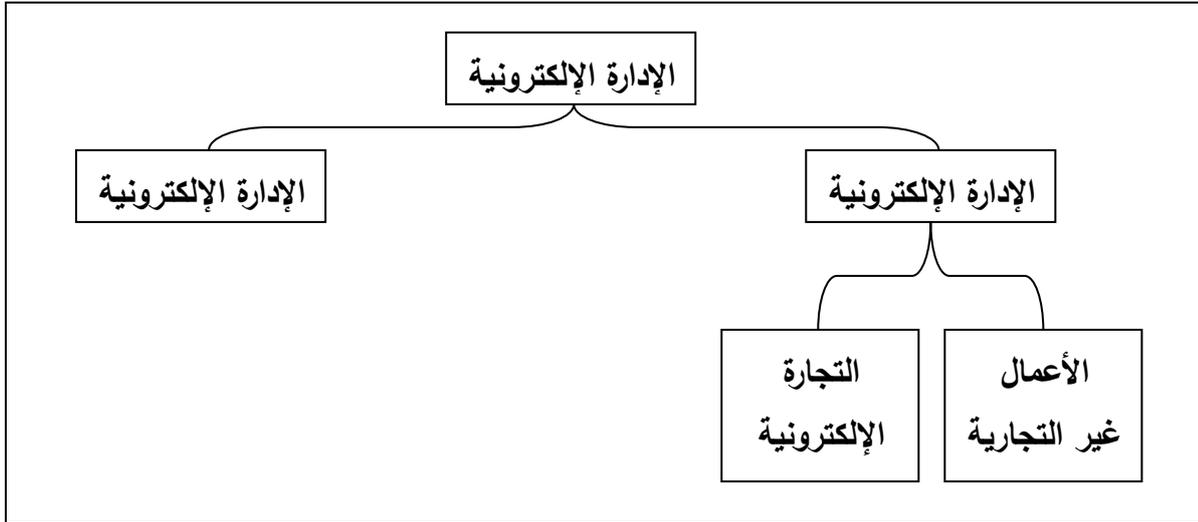 الإدارة الإلكترونية
الإدارة الإلكترونية
الإدارة الإلكترونية
الأعمال
غير التجارية
التجارة
الإلكترونية